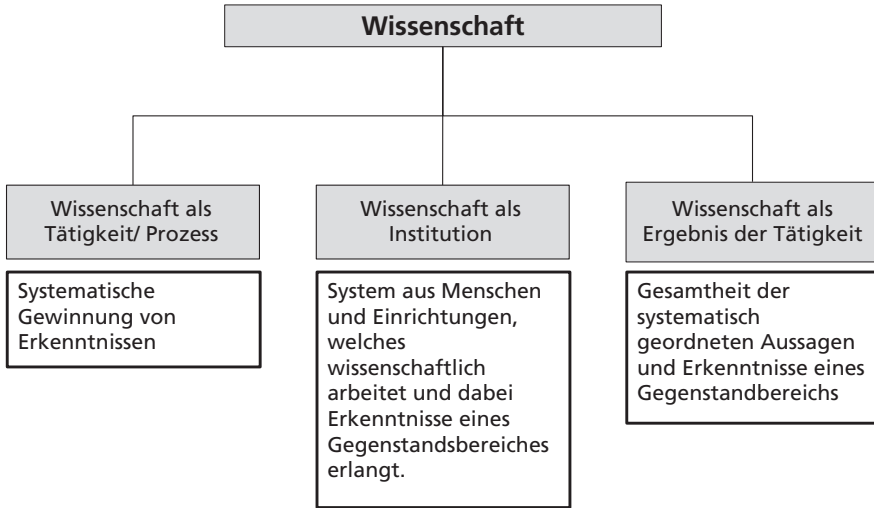 Wissenschaft
Wissenschaft als
Tätigkeit/ Prozess
Systematische
Gewinnung von
Erkenntnissen
Wissenschaft als
Institution
System aus Menschen
und Einrichtungen,
welches
wissenschaftlich
arbeitet und dabei
Erkenntnisse eines
Gegenstandsbereiches
erlangt.
Wissenschaft als
Ergebnis der Tätigkeit
Gesamtheit der
systematisch
geordneten Aussagen
und Erkenntnisse eines
Gegenstandbereichs